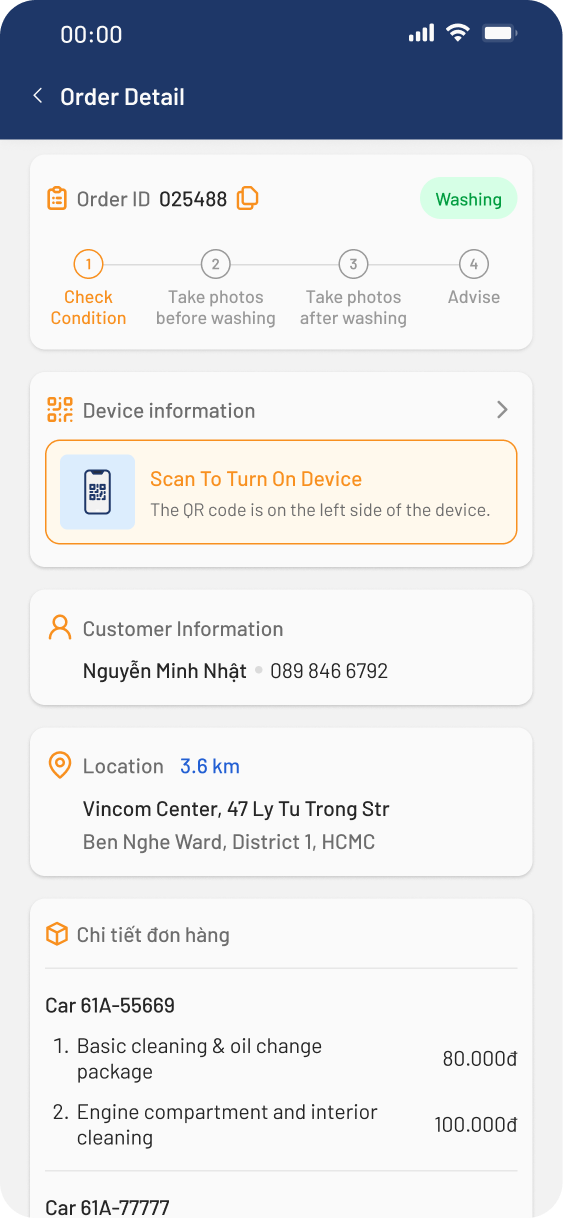 00:00
Order Detail
Order ID 025488
Washing
1
2
3
4
Check
Condition
Take photos
before washing
Take photos
after washing
Advise
Device information
Scan To Turn On Device
The QR code is on the left side of the device.
Customer Information
Nguyễn Minh Nhật • 089 846 6792
Location 3.6 km
Vincom Center, 47 Ly Tu Trong Str
Ben Nghe Ward, District 1, HCMC
Chi tiết đơn hàng
Car 61A-55669
1. Basic cleaning & oil change
package
80.000đ
2. Engine compartment and interior
cleaning
100.000đ
Car 61A-77777